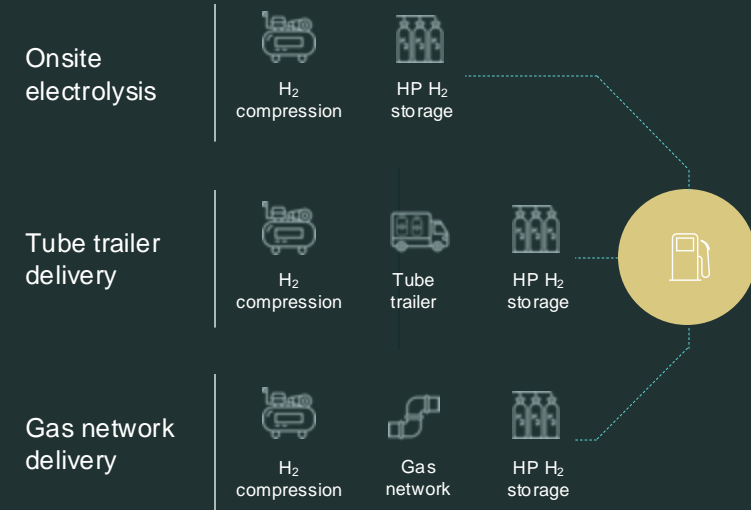 Onsite
electrolysis
H₂
compression
HP H₂
storage
Tube trailer
delivery
H₂
compression
Tube
trailer
HP H₂
storage
Gas network
delivery
H₂
compression
Gas
network
HP H₂
storage